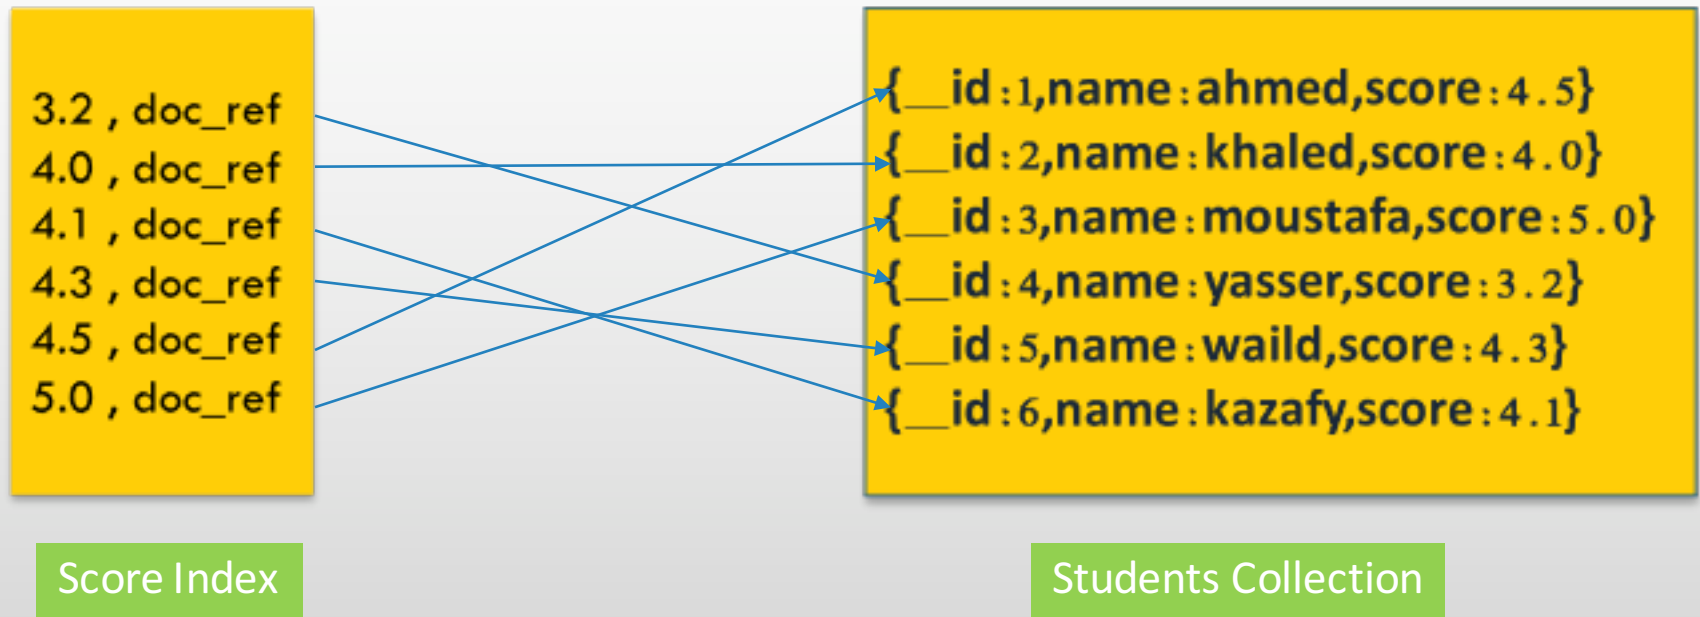 3.2 , doc_ref
4.0 , doc_ref
4.1 , doc_ref
4.3 , doc_ref
4.5 , doc_ref
5.0 , doc_ref
Score Index
{__id:1,name:ahmed,score:4.5}
{__id:2,name:khaled,score:4.0}
{__id:3,name:moustafa,score:5.0}
{__id:4,name:yasser,score:3.2}
{__id:5,name:waild,score:4.3}
{__id:6,name:kazafy,score:4.1}
Students Collection